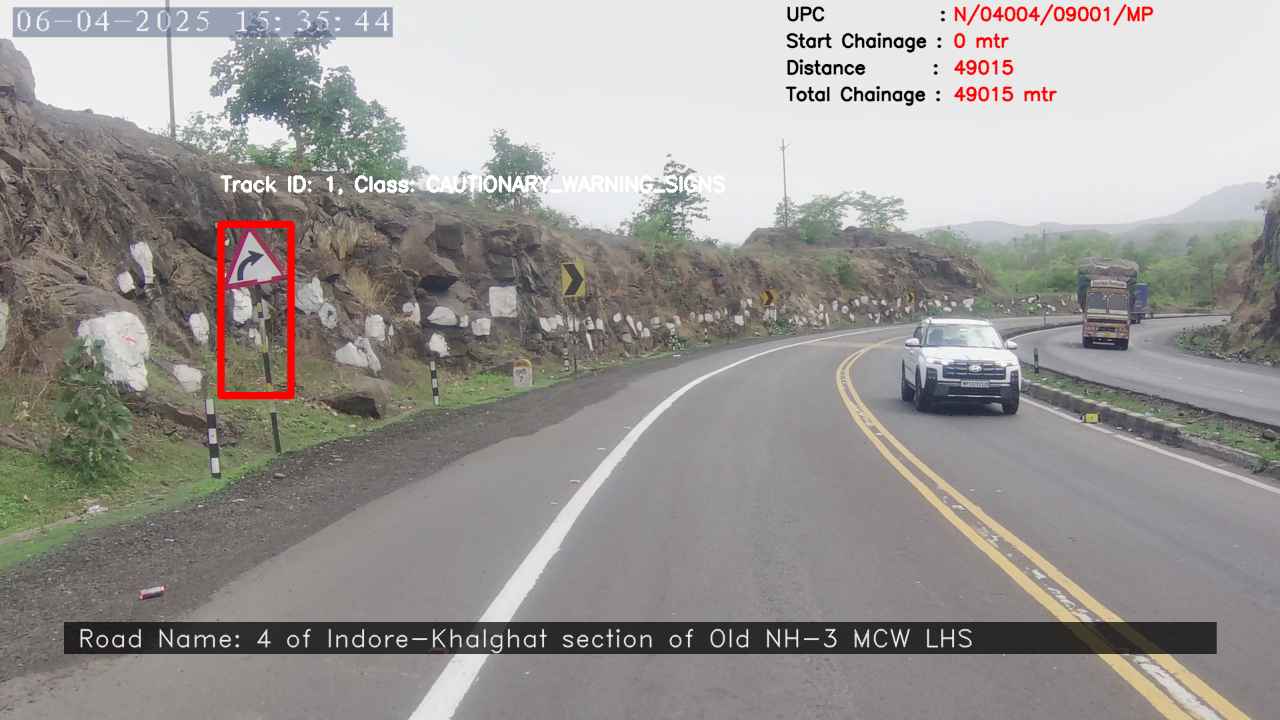 06-04-2025 15:35:44
UPC : N/04004/09001/MP
Start Chainage : 0 mtr
Distance : 49015
Total Chainage : 49015 mtr
Track ID: 1, Class: CAUTIONARY_WARNING_SIGNS
Road Name: 4 of Indore-Khalghat section of Old NH-3 MCW LHS